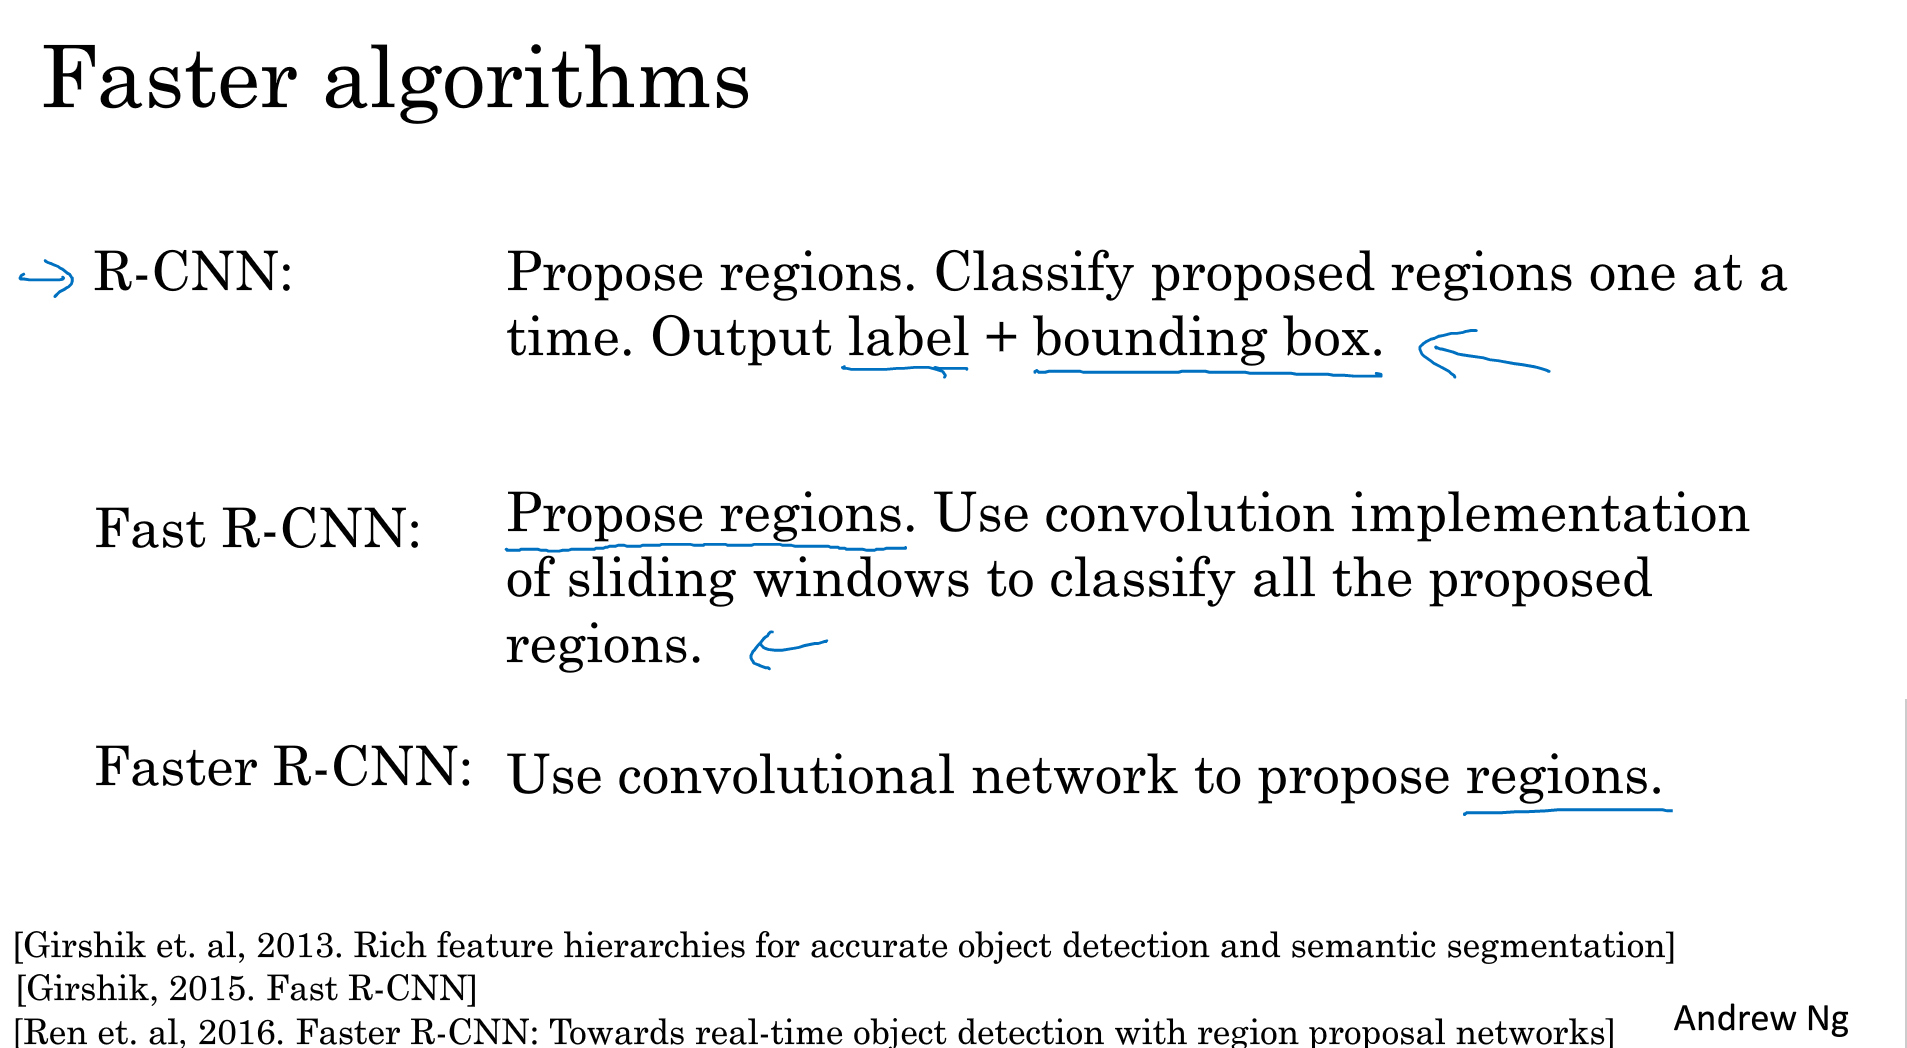 Faster algorithms
R-CNN: Propose regions. Classify proposed regions one at a
time. Output label + bounding box.
Fast R-CNN: Propose regions. Use convolution implementation
of sliding windows to classify all the proposed
regions.
Faster R-CNN: Use convolutional network to propose regions.
[Girshik et. al, 2013. Rich feature hierarchies for accurate object detection and semantic segmentation]
[Girshik, 2015. Fast R-CNN]
[Ren et. al, 2016. Faster R-CNN: Towards real-time object detection with region proposal networks]
Andrew Ng